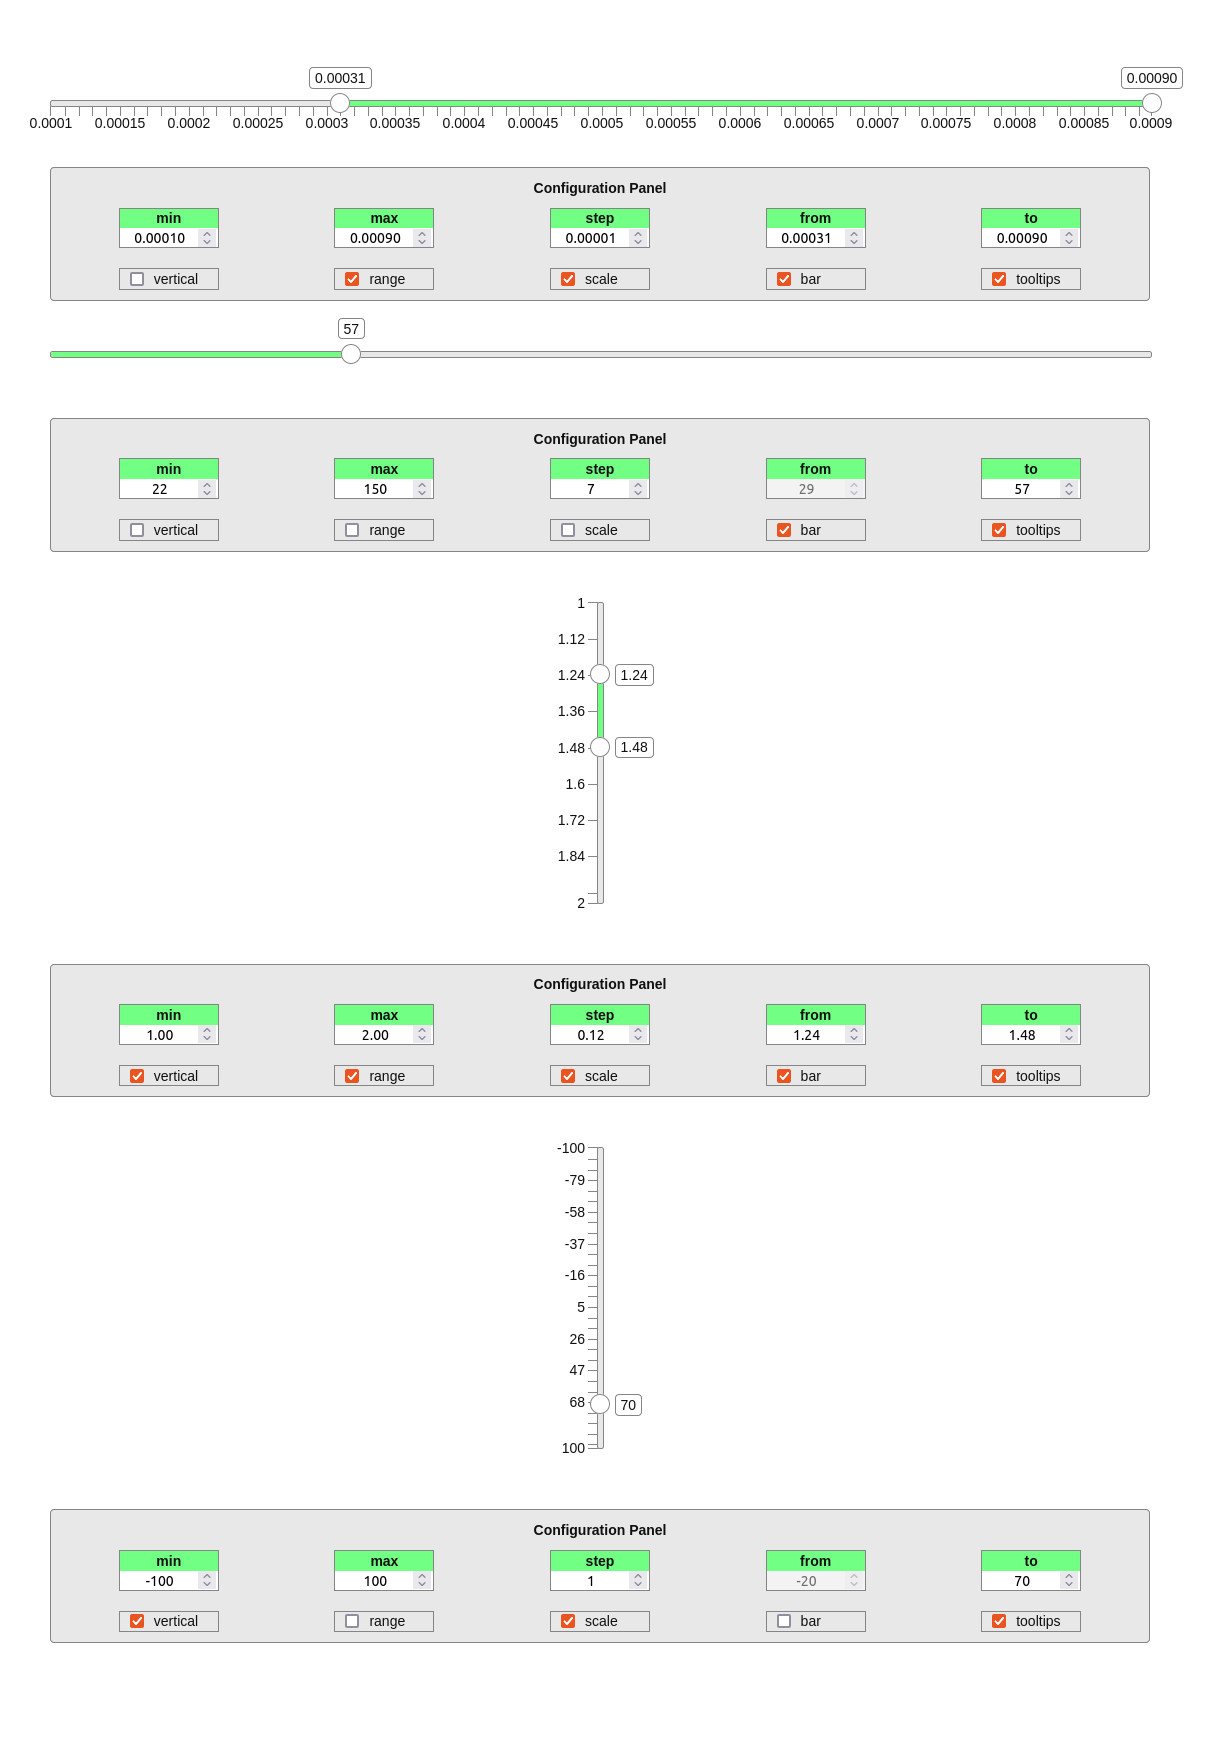 0.00031 0.00090
0.0001 0.00015 0.0002 0.00025 0.0003 0.00035 0.0004 0.00045 0.0005 0.00055 0.0006 0.00065 0.0007 0.00075 0.0008 0.00085 0.0009
Configuration Panel
min max step from to
0.00010 0.00090 0.00001 0.00031 0.00090
vertical range scale bar tooltips
57
Configuration Panel
min max step from to
22 150 7 29 57
vertical range scale bar tooltips
1
1.12
1.24 1.24
1.36
1.48 1.48
1.6
1.72
1.84
2
Configuration Panel
min max step from to
1.00 2.00 0.12 1.24 1.48
vertical range scale bar tooltips
-100
-79
-58
-37
-16
5
26
47
68 70
100
Configuration Panel
min max step from to
-100 100 1 -20 70
vertical range scale bar tooltips